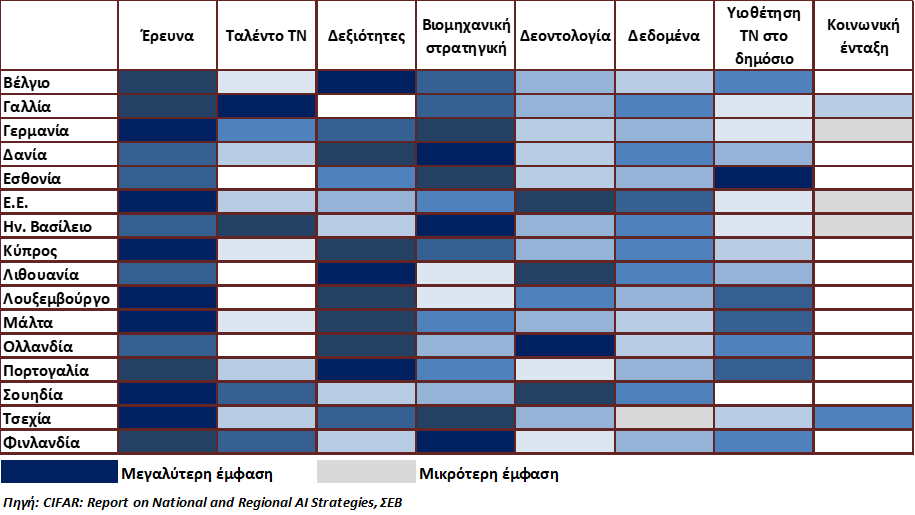 Έρευνα Ταλέντο ΤΝ Δεξιότητες Βιομηχανική στρατηγική Δεοντολογία Δεδομένα Υιοθέτηση ΤΝ στο δημόσιο Κοινωνική ένταξη
Βέλγιο
Γαλλία
Γερμανία
Δανία
Εσθονία
Ε.Ε.
Ην. Βασίλειο
Κύπρος
Λιθουανία
Λουξεμβούργο
Μάλτα
Ολλανδία
Πορτογαλία
Σουηδία
Τσεχία
Φινλανδία
Μεγαλύτερη έμφαση Μικρότερη έμφαση
Πηγή: CIFAR: Report on National and Regional AI Strategies, ΣΕΒ